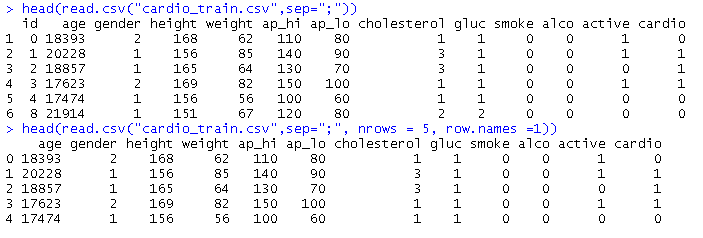 > head(read.csv("cardio_train.csv",sep=";"))
  id   age gender height weight ap_hi ap_lo cholesterol gluc smoke alco active cardio
1  0 18393      2    168     62   110    80           1    1     0    0      1      0
2  1 20228      1    156     85   140    90           3    1     0    0      1      1
3  2 18857      1    165     64   130    70           3    1     0    0      0      1
4  3 17623      2    169     82   150   100           1    1     0    0      1      1
5  4 17474      1    156     56   100    60           1    1     0    0      0      0
6  8 21914      1    151     67   120    80           2    2     0    0      0      0
> head(read.csv("cardio_train.csv",sep=";", nrows = 5, row.names =1))
    age gender height weight ap_hi ap_lo cholesterol gluc smoke alco active cardio
0 18393      2    168     62   110    80           1    1     0    0      1      0
1 20228      1    156     85   140    90           3    1     0    0      1      1
2 18857      1    165     64   130    70           3    1     0    0      0      1
3 17623      2    169     82   150   100           1    1     0    0      1      1
4 17474      1    156     56   100    60           1    1     0    0      0      0